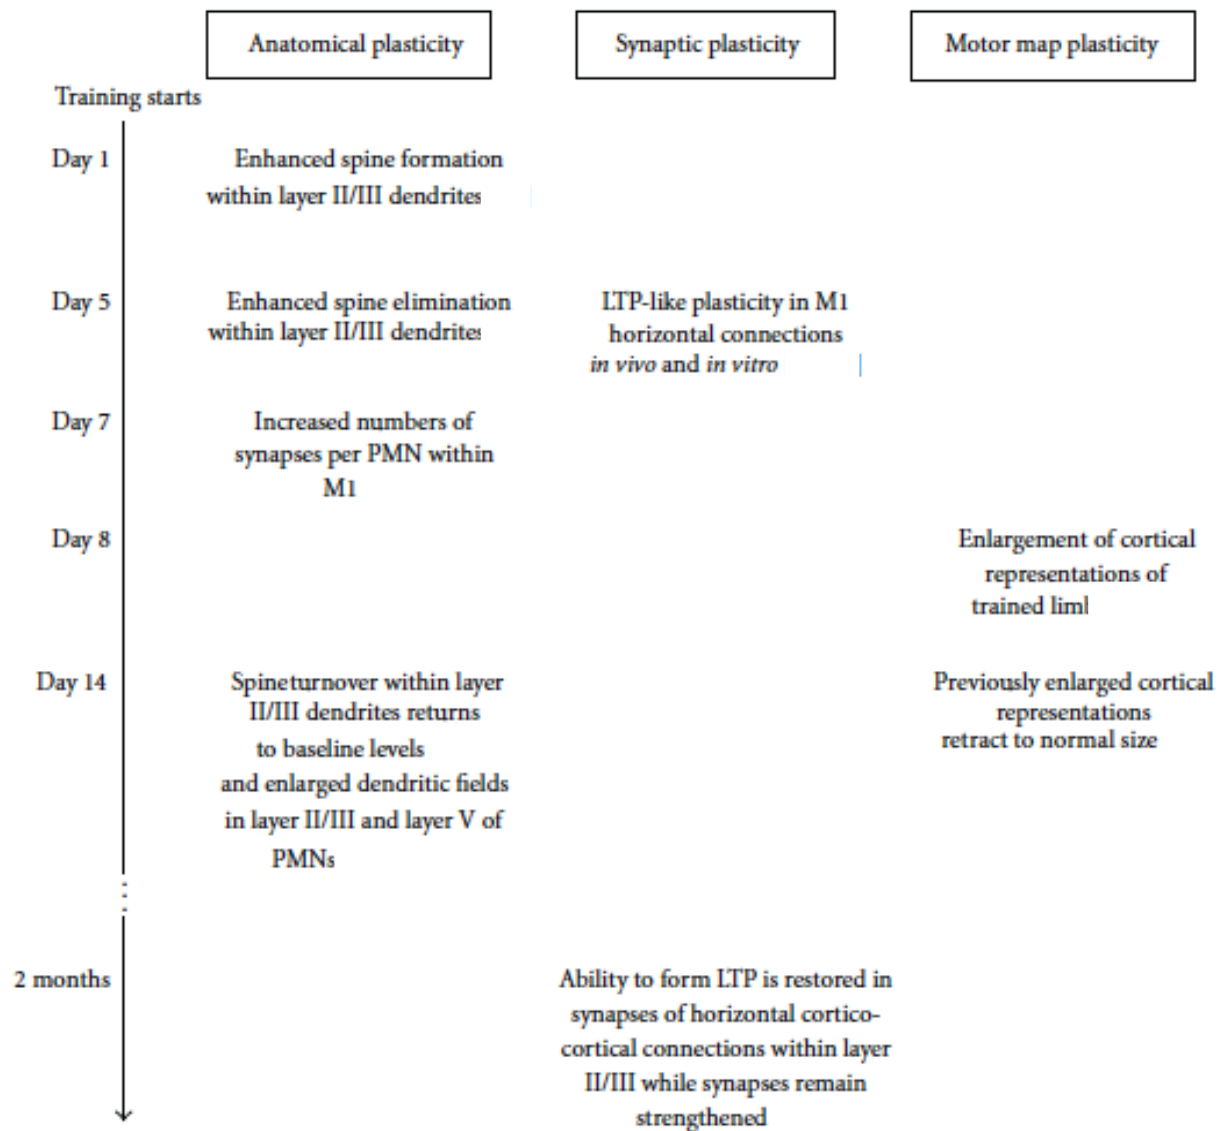 Anatomical plasticity
Synaptic plasticity
Motor map plasticity
Training starts
Day 1
Enhanced spine formation
within layer II/III dendrites
Day 5
Enhanced spine elimination
within layer II/III dendrites
LTP-like plasticity in M1
horizontal connections
in vivo and in vitro
Day 7
Increased numbers of
synapses per PMN within
M1
Day 8
Enlargement of cortical
representations of
trained liml
Day 14
Spine turnover within layer
II/III dendrites returns
to baseline levels
and enlarged dendritic fields
in layer II/III and layer V of
PMNs
Previously enlarged cortical
representations
retract to normal size
2 months
Ability to form LTP is restored in
synapses of horizontal cortico-
cortical connections within layer
II/III while synapses remain
strengthened